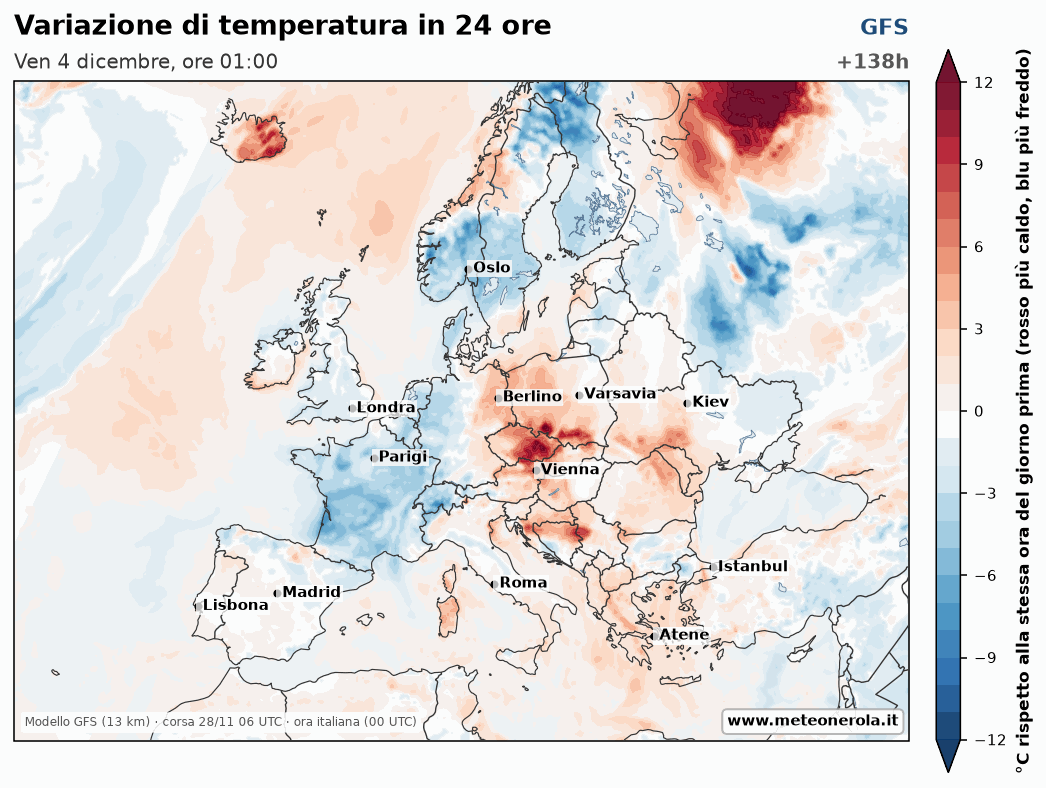 Variazione di temperatura in 24 ore
GFS
Ven 4 dicembre, ore 01:00
+138h
Oslo
Berlino
Varsavia
Kiev
Londra
Parigi
Vienna
Istanbul
Roma
Madrid
Lisbona
Atene
Modello GFS (13 km) · corsa 28/11 06 UTC · ora italiana (00 UTC)
www.meteonerola.it
12
9
6
3
0
−3
−6
−9
−12
°C rispetto alla stessa ora del giorno prima (rosso più caldo, blu più freddo)